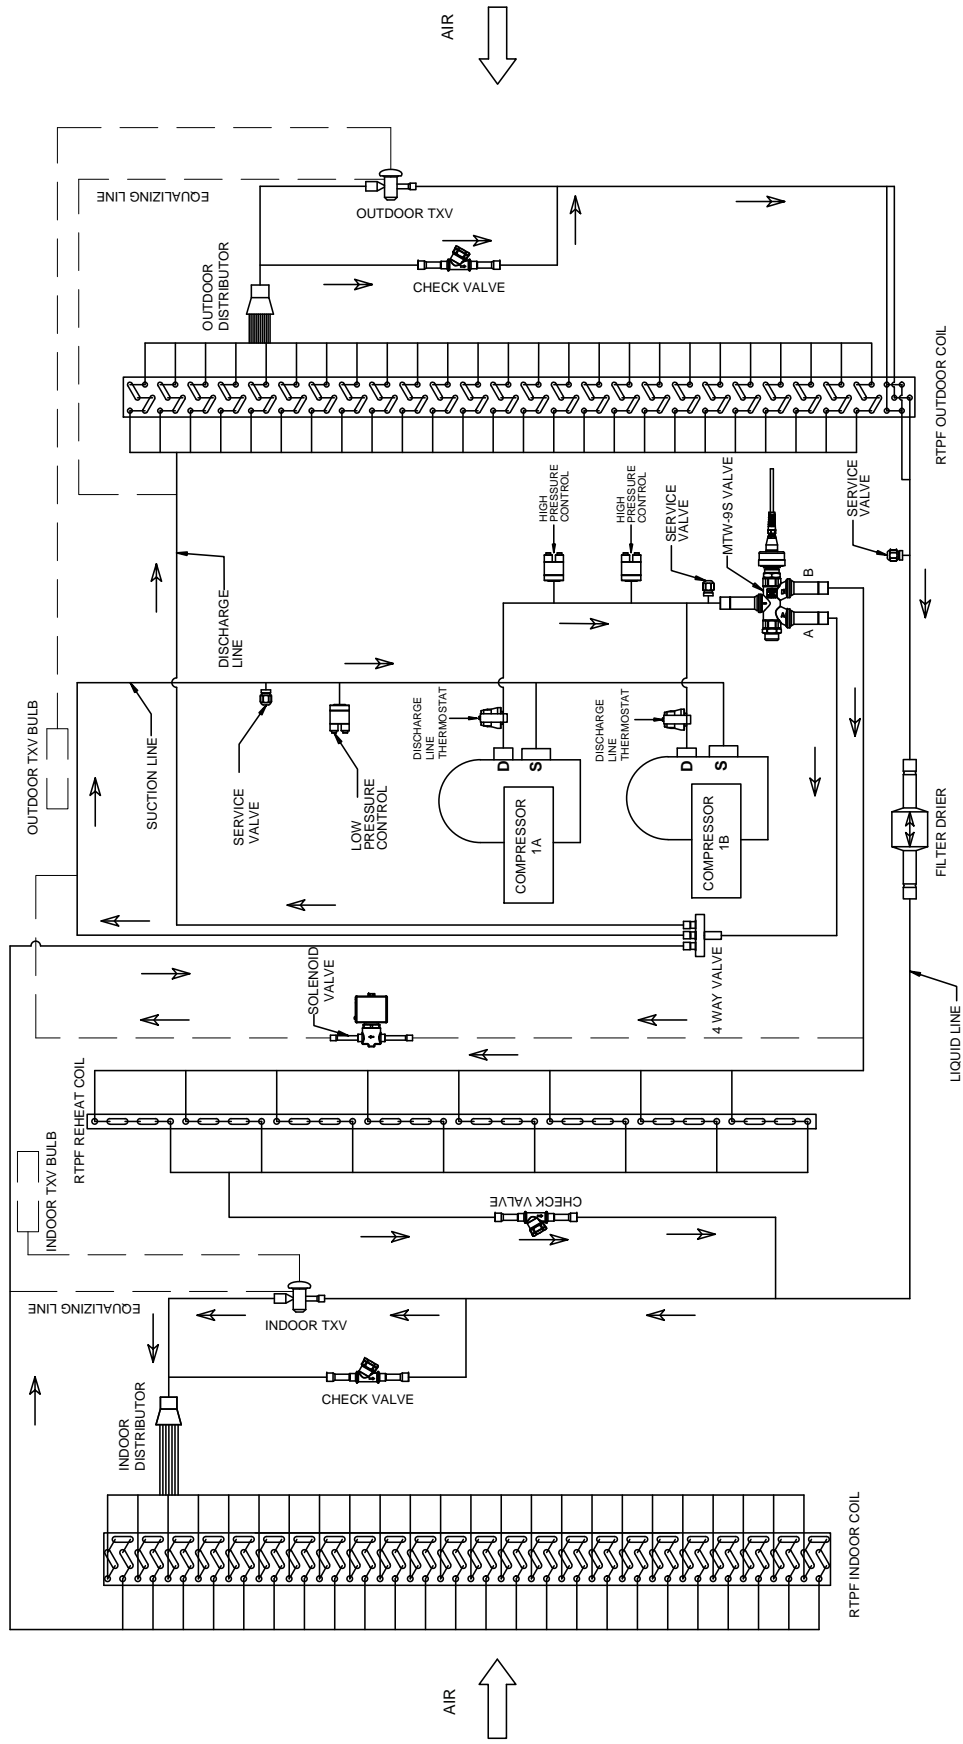 AIR
EQUALIZING LINE
OUTDOOR TXV
OUTDOOR
DISTRIBUTOR
CHECK VALVE
RTPF OUTDOOR COIL
HIGH
PRESSURE
CONTROL
HIGH
PRESSURE
CONTROL
SERVICE
VALVE
MTW-9S VALVE
SERVICE
VALVE
B
A
DISCHARGE
LINE
OUTDOOR TXV BULB
SUCTION LINE
SERVICE
VALVE
LOW
PRESSURE
CONTROL
DISCHARGE
LINE
THERMOSTAT
DISCHARGE
LINE
THERMOSTAT
D
S
COMPRESSOR
1A
D
S
COMPRESSOR
1B
FILTER DRIER
SOLENOID
VALVE
4 WAY VALVE
LIQUID LINE
RTPF REHEAT COIL
INDOOR TXV BULB
CHECK VALVE
EQUALIZING LINE
INDOOR TXV
CHECK VALVE
INDOOR
DISTRIBUTOR
RTPF INDOOR COIL
AIR